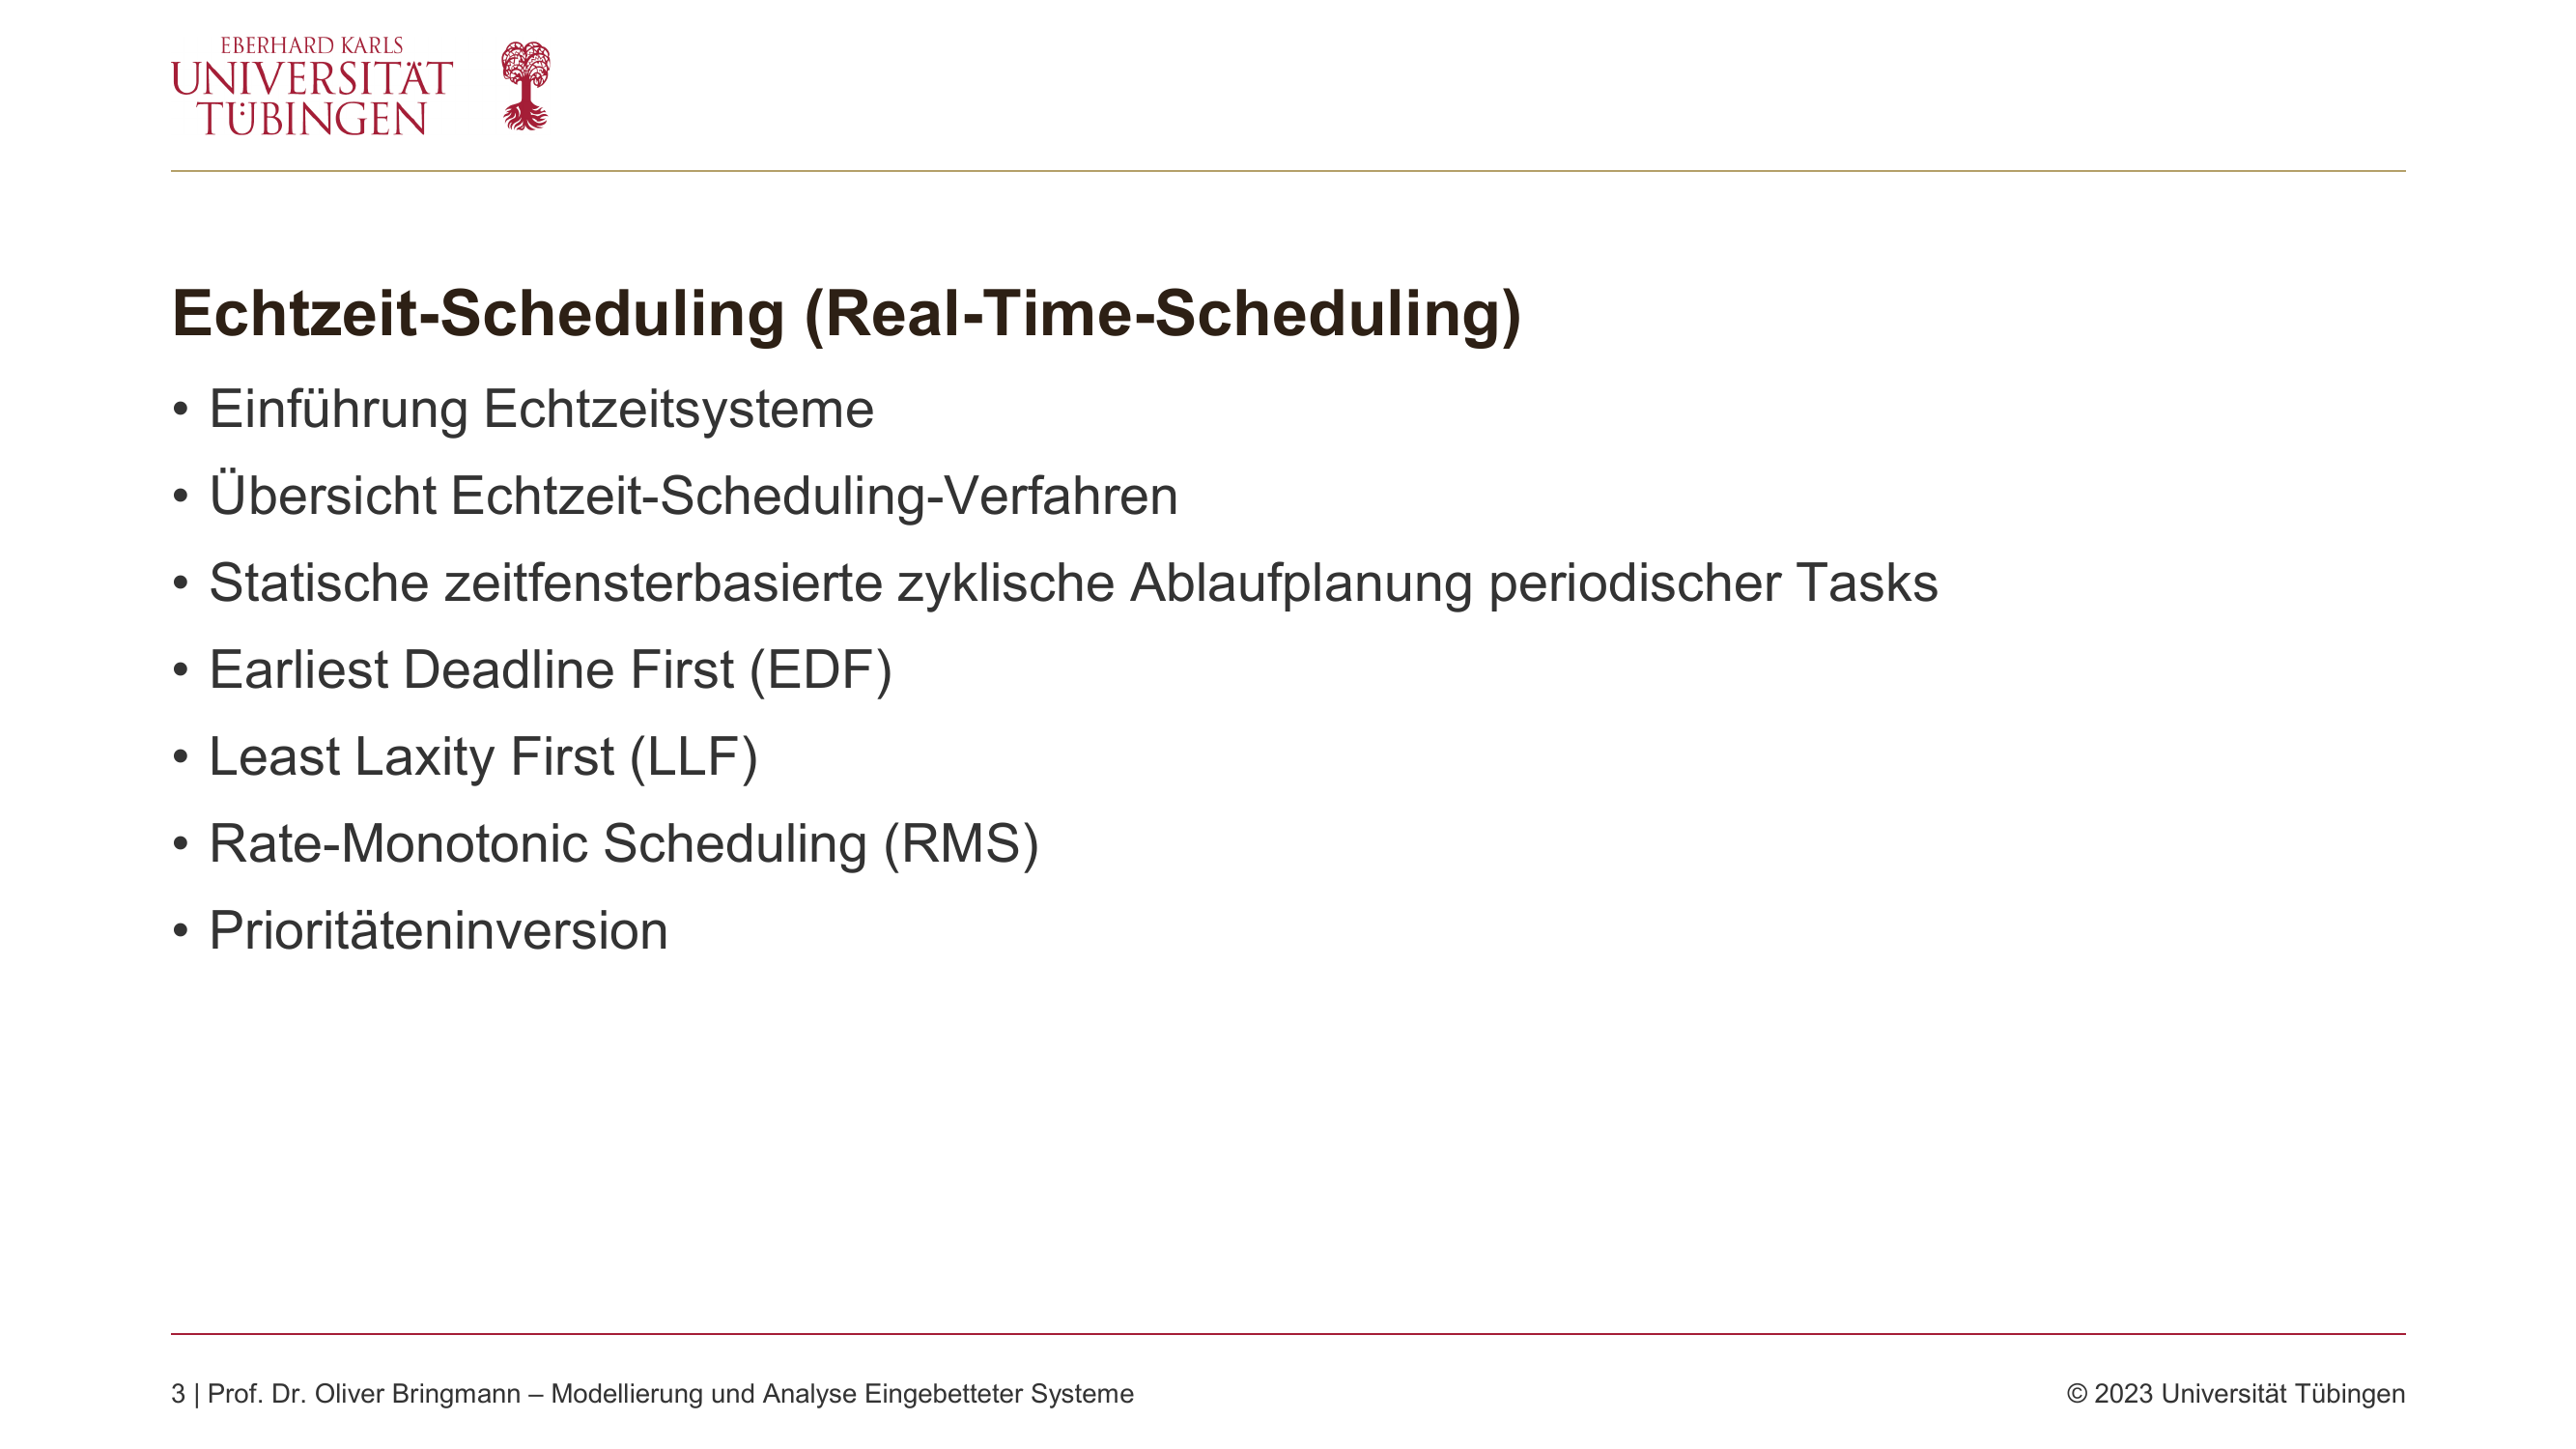 EBERHARD KARLS
UNIVERSITÄT
TÜBINGEN
Echtzeit-Scheduling (Real-Time-Scheduling)
• Einführung Echtzeitsysteme
• Übersicht Echtzeit-Scheduling-Verfahren
• Statische zeitfensterbasierte zyklische Ablaufplanung periodischer Tasks
• Earliest Deadline First (EDF)
• Least Laxity First (LLF)
• Rate-Monotonic Scheduling (RMS)
• Prioritäteninversion
3 | Prof. Dr. Oliver Bringmann – Modellierung und Analyse Eingebetteter Systeme
© 2023 Universität Tübingen